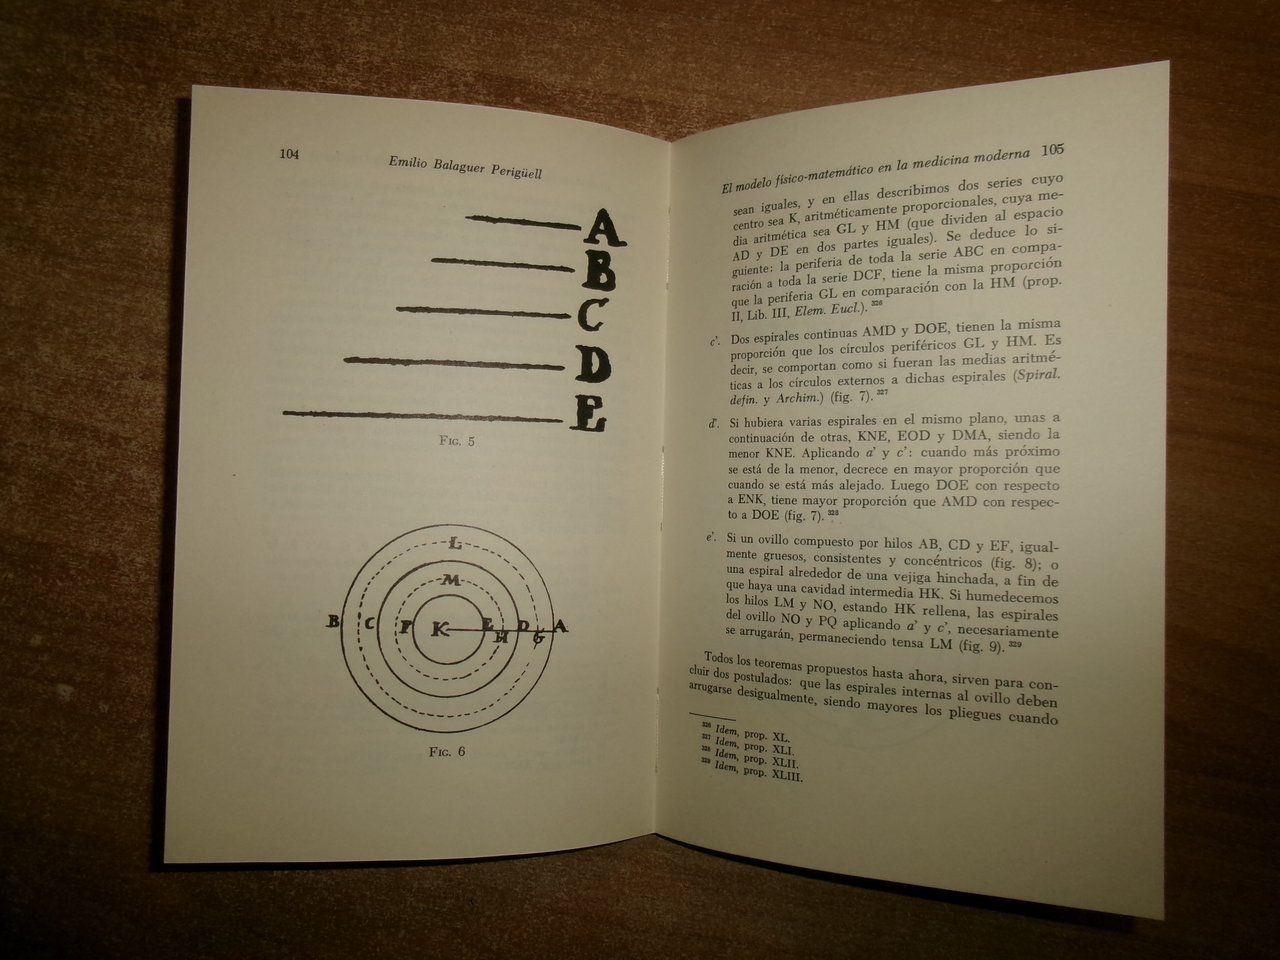 104
Emilio Balaguer Perigüell
A
B
C
D
E
FIG. 5
L
M
B C F K E H D G A
FIG. 6
El modelo físico-matemático en la medicina moderna 105
sean iguales, y en ellas describimos dos series cuyo
centro sea K, aritméticamente proporcionales, cuya me-
dia aritmética sea GL y HM (que dividen al espacio
AD y DE en dos partes iguales). Se deduce lo si-
guiente: la periferia de toda la serie ABC en compa-
ración a toda la serie DCF, tiene la misma proporción
que la periferia GL en comparación con la HM (prop.
II, Lib. III, Elem. Eucl.). 326
c'. Dos espirales continuas AMD y DOE, tienen la misma
proporción que los círculos periféricos GL y HM. Es
decir, se comportan como si fueran las medias aritmé-
ticas a los círculos externos a dichas espirales (Spiral.
defin. y Archim.) (fig. 7). 327
d'. Si hubiera varias espirales en el mismo plano, unas a
continuación de otras, KNE, EOD y DMA, siendo la
menor KNE. Aplicando a' y c': cuando más próximo
se está de la menor, decrece en mayor proporción que
cuando se está más alejado. Luego DOE con respecto
a ENK, tiene mayor proporción que AMD con respec-
to a DOE (fig. 7). 328
e'. Si un ovillo compuesto por hilos AB, CD y EF, igual-
mente gruesos, consistentes y concéntricos (fig. 8); o
una espiral alrededor de una vejiga hinchada, a fin de
que haya una cavidad intermedia HK. Si humedecemos
los hilos LM y NO, estando HK rellena, las espirales
del ovillo NO y PQ aplicando a' y c', necesariamente
se arrugarán, permaneciendo tensa LM (fig. 9). 329
Todos los teoremas propuestos hasta ahora, sirven para con-
cluir dos postulados: que las espirales internas al ovillo deben
arrugarse desigualmente, siendo mayores los pliegues cuando
326 Idem, prop. XL.
327 Idem, prop. XLI.
328 Idem, prop. XLII.
329 Idem, prop. XLIII.